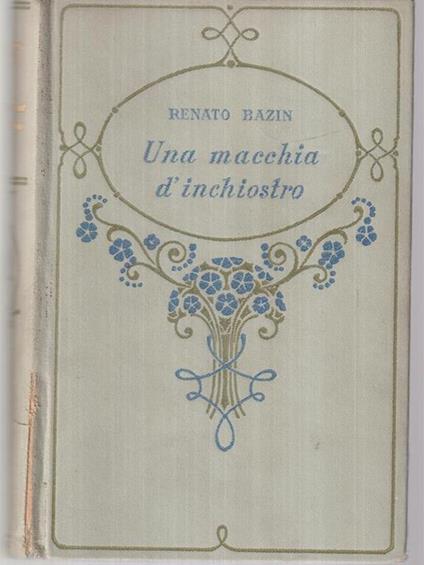 RENATO BAZIN
Una macchia
d'inchiostro